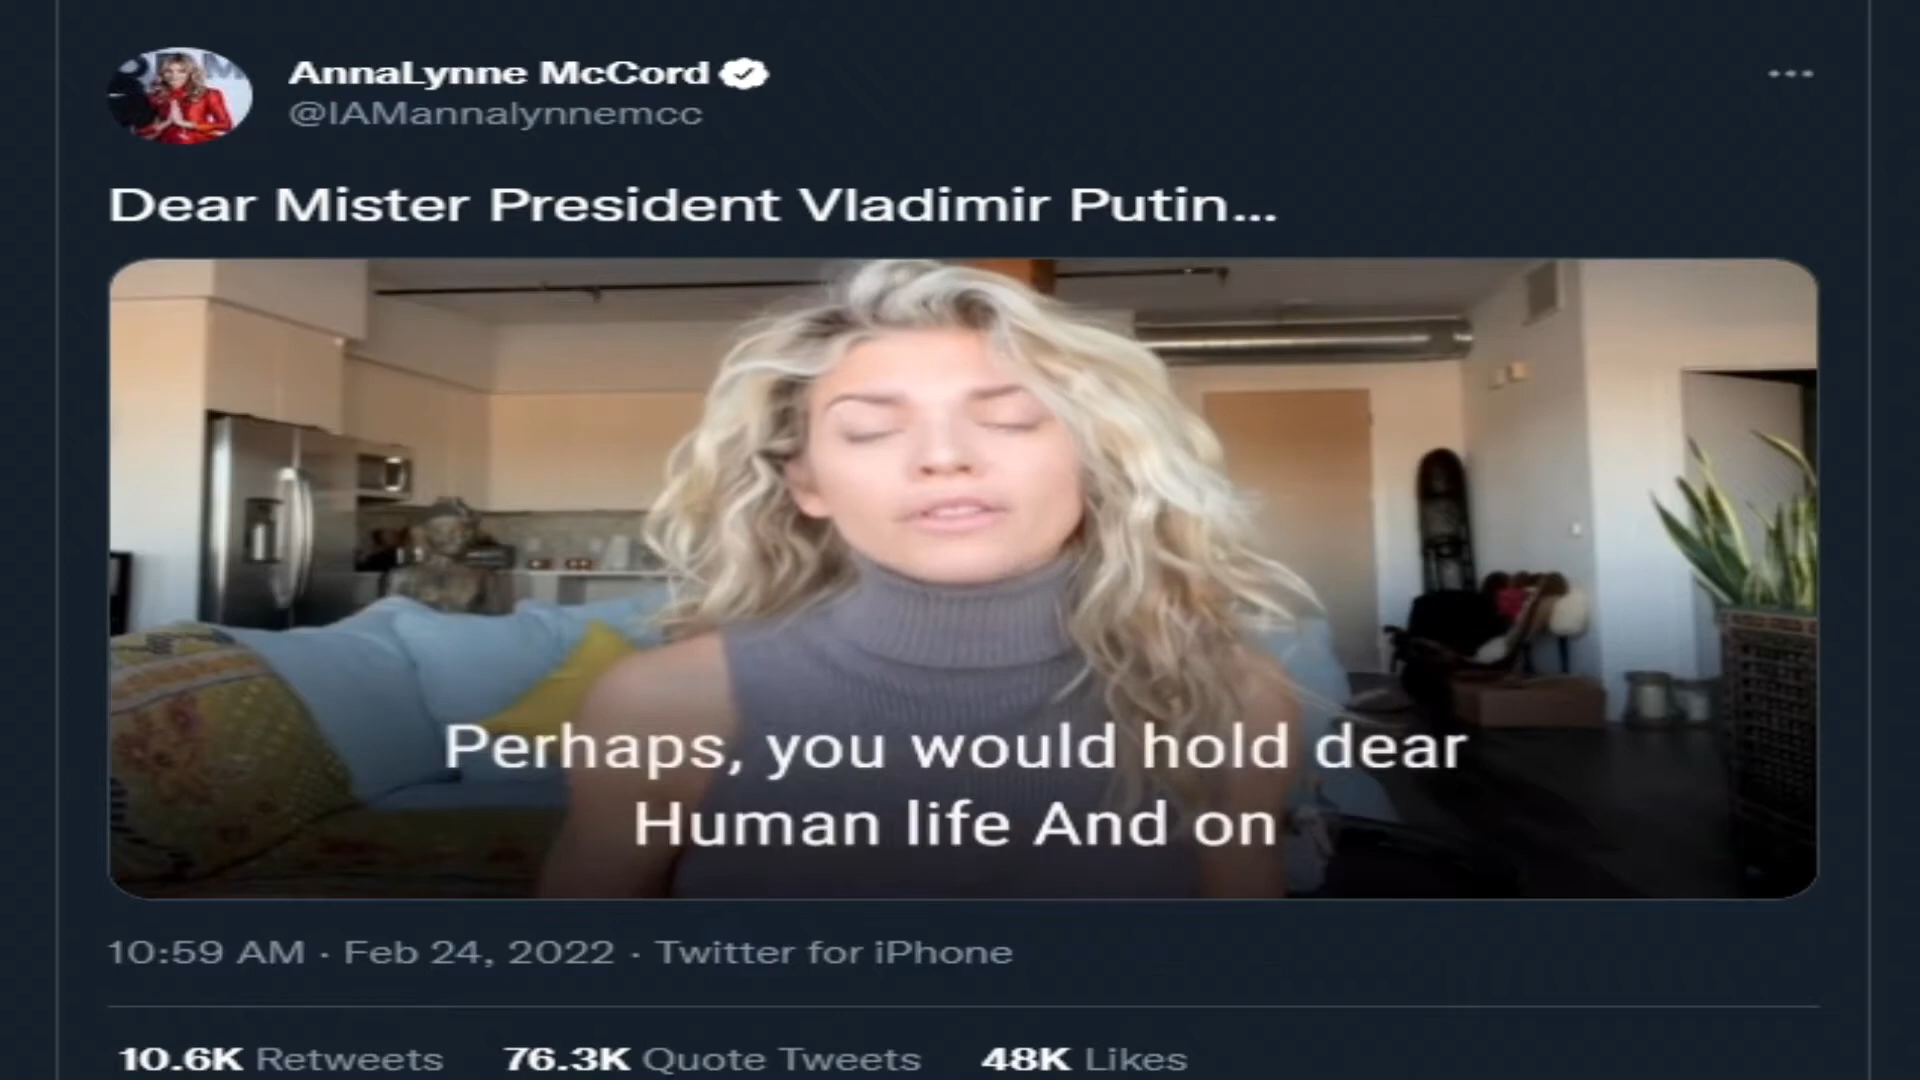 AnnaLynne McCord
@IAMannalynnemcc
Dear Mister President Vladimir Putin...
Perhaps, you would hold dear
Human life And on
10:59 AM · Feb 24, 2022 · Twitter for iPhone
10.6K Retweets 76.3K Quote Tweets 48K Likes